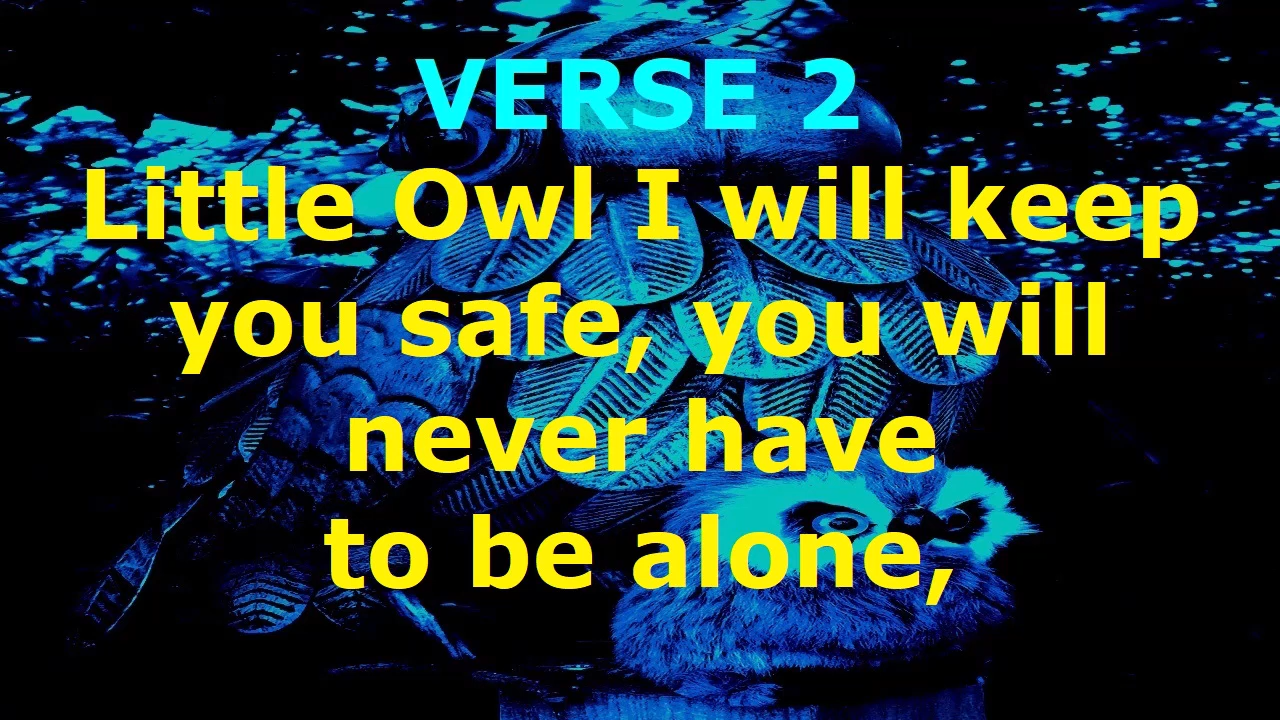 VERSE 2
Little Owl I will keep
you safe, you will
never have
to be alone,